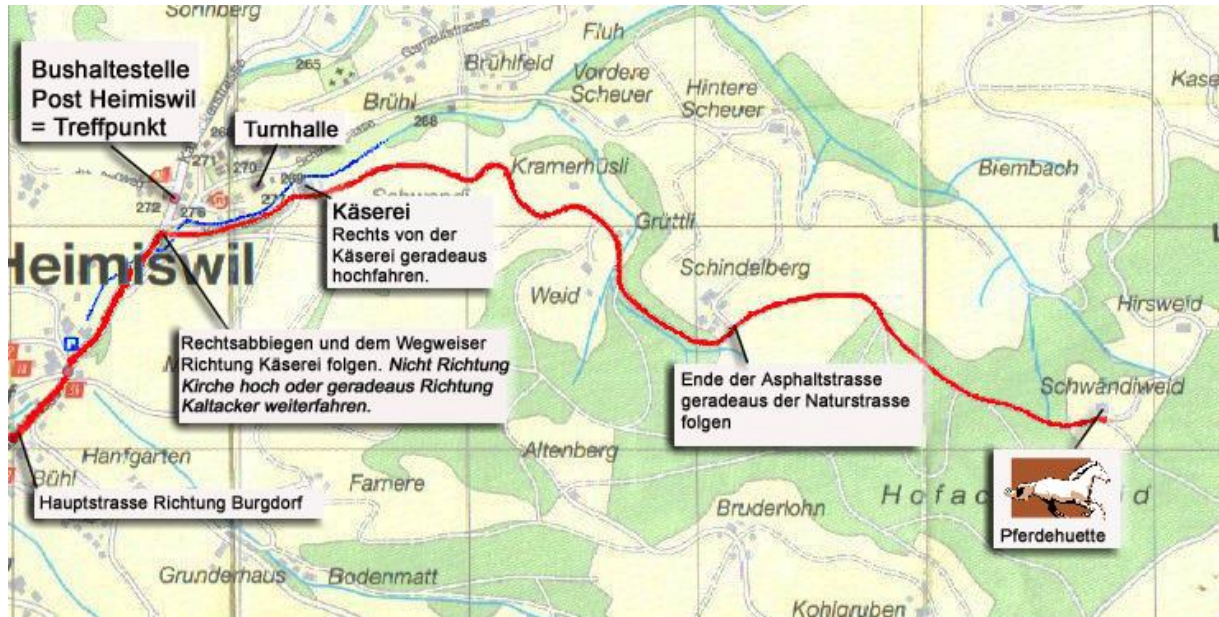 Sonnberg
Fluh
265
Brühlfeld
Vordere
Scheuer
Hintere
Scheuer
Bushaltestelle
Post Heimiswil
= Treffpunkt
Turnhalle
Brühl
268
271
270
269
272
276
Käserei
Rechts von der
Käserei geradeaus
hochfahren.
Kramerhüsli
Biembach
Grüttli
Heimiswil
Schindelberg
Weid
Hirsweid
Rechtsabbiegen und dem Wegweiser
Richtung Käserei folgen. Nicht Richtung
Kirche hoch oder geradeaus Richtung
Kaltacker weiterfahren.
P
Ende der Asphaltstrasse
geradeaus der Naturstrasse
folgen
Schwandiweid
Hanfgarten
Bühl
Hauptstrasse Richtung Burgdorf
Altenberg
Farnere
Bruderlohn
Pferdehuette
Grunderhaus
Bodenmatt
Kohlgruben